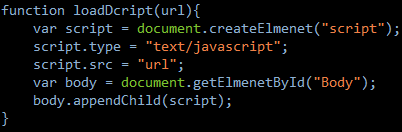 function loadDcript(url){
    var script = document.createElmenet("script");
    script.type = "text/javascript";
    script.src = "url";
    var body = document.getElmenetById("Body");
    body.appendChild(script);
}